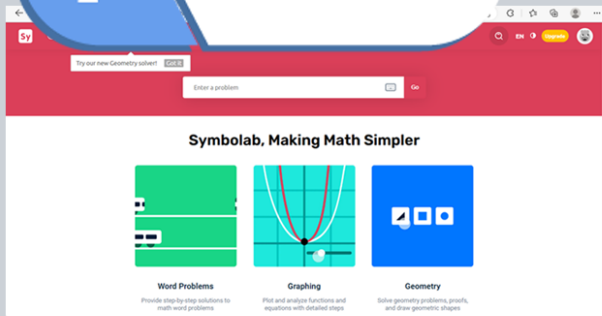 Sy
EN
Upgrade
Try our new Geometry solver! Got it
Enter a problem
Go
Symbolab, Making Math Simpler
Word Problems
Provide step-by-step solutions to
math word problems
Graphing
Plot and analyze functions and
equations with detailed steps
Geometry
Solve geometry problems, proofs,
and draw geometric shapes